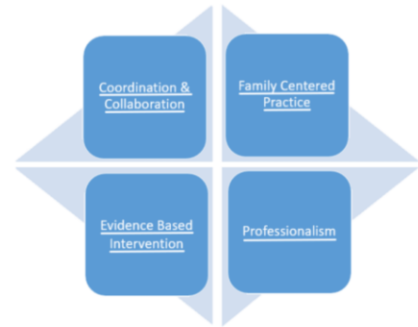 Coordination &
Collaboration
Family Centered
Practice
Evidence Based
Intervention
Professionalism